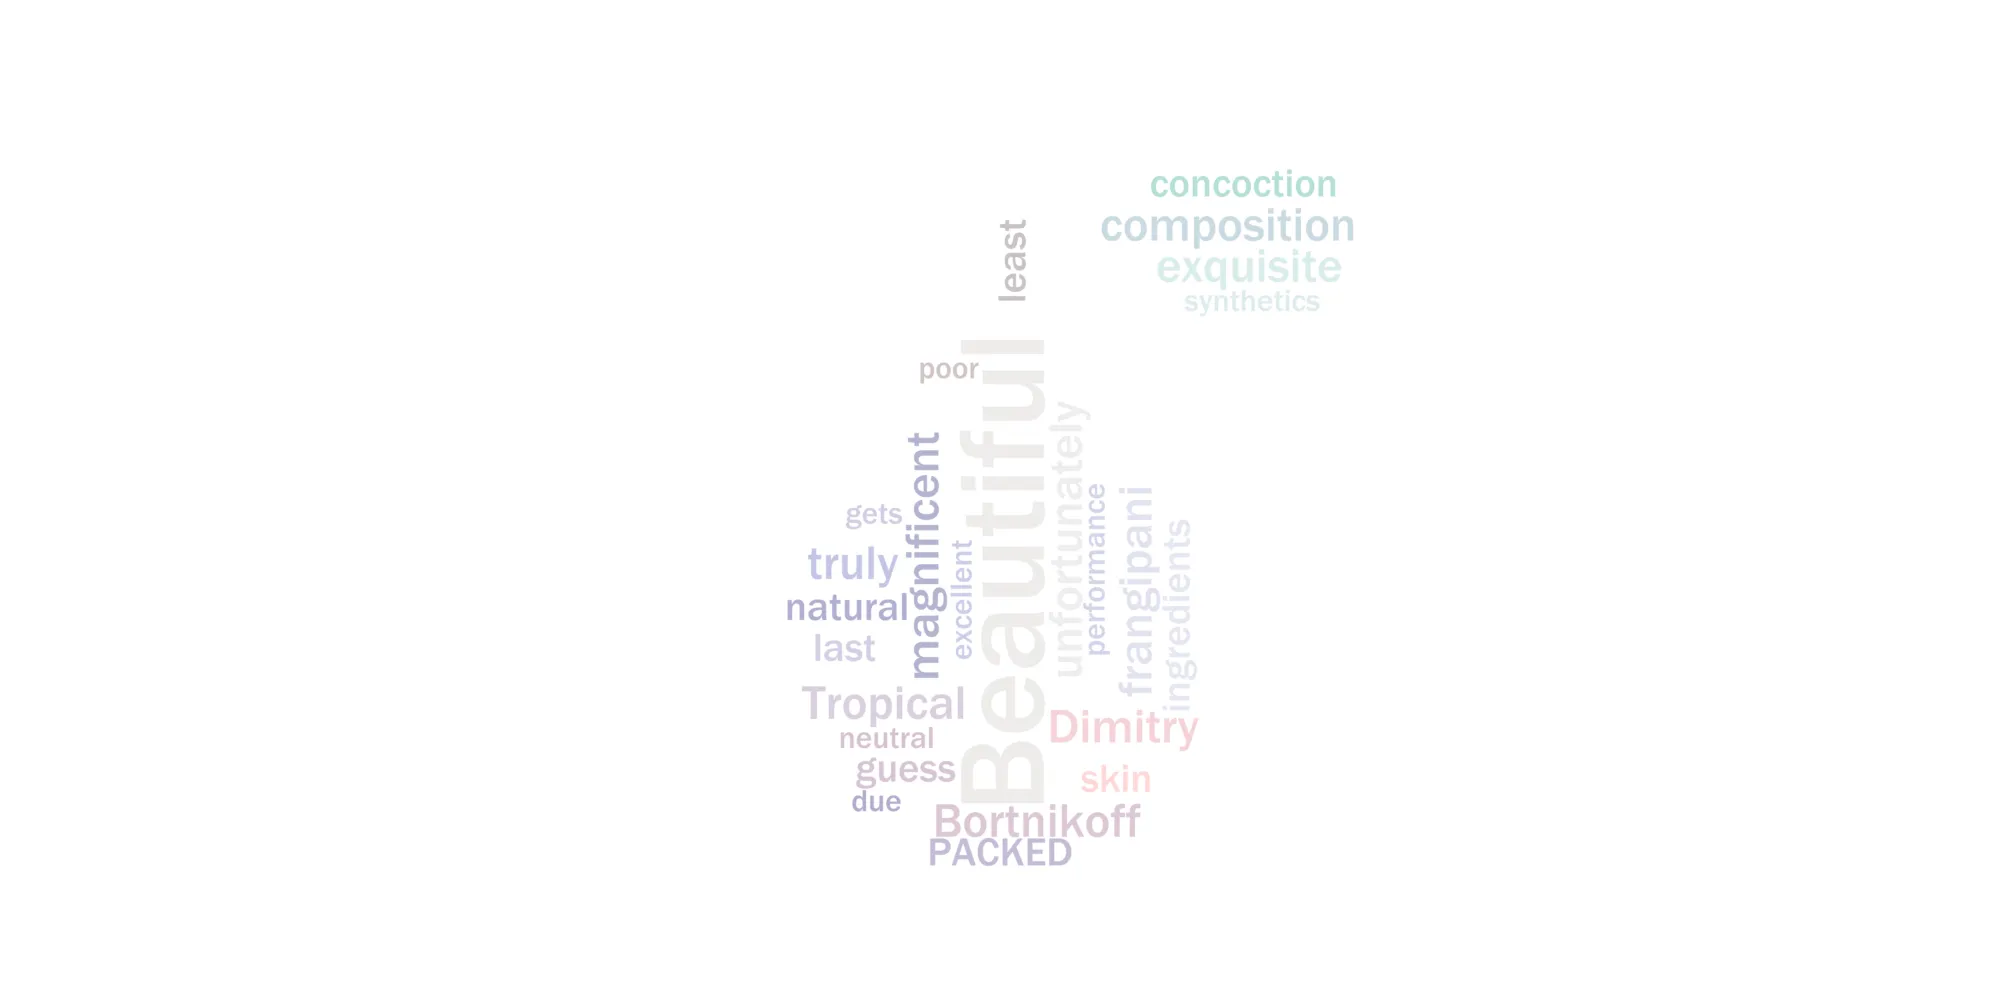 concoction
composition
exquisite
synthetics
least
poor
Beautiful
unfortunately
magnificent
gets
truly
natural
last
excellent
performance
frangipani
ingredients
Tropical
neutral
guess
due
Dimitry
skin
Bortnikoff
PACKED